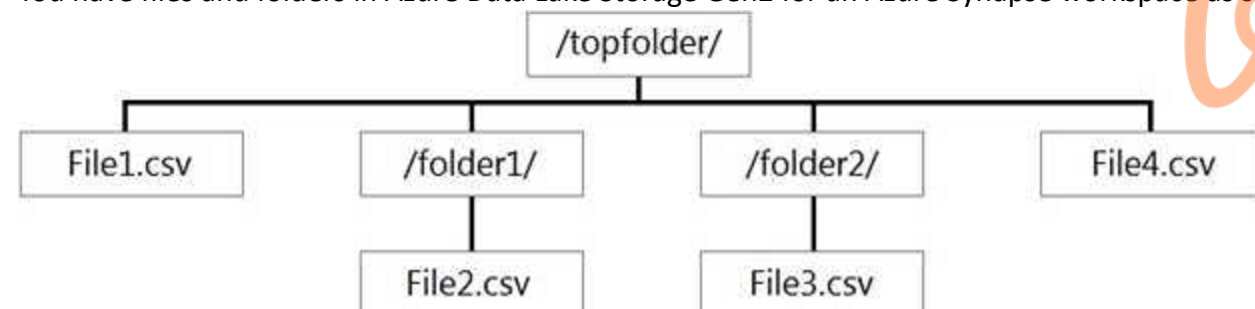 You have files and folders in Azure Data Lake Storage Gen2 for an Azure Synapse workspace as
/topfolder/
File1.csv
/folder1/
/folder2/
File4.csv
File2.csv
File3.csv